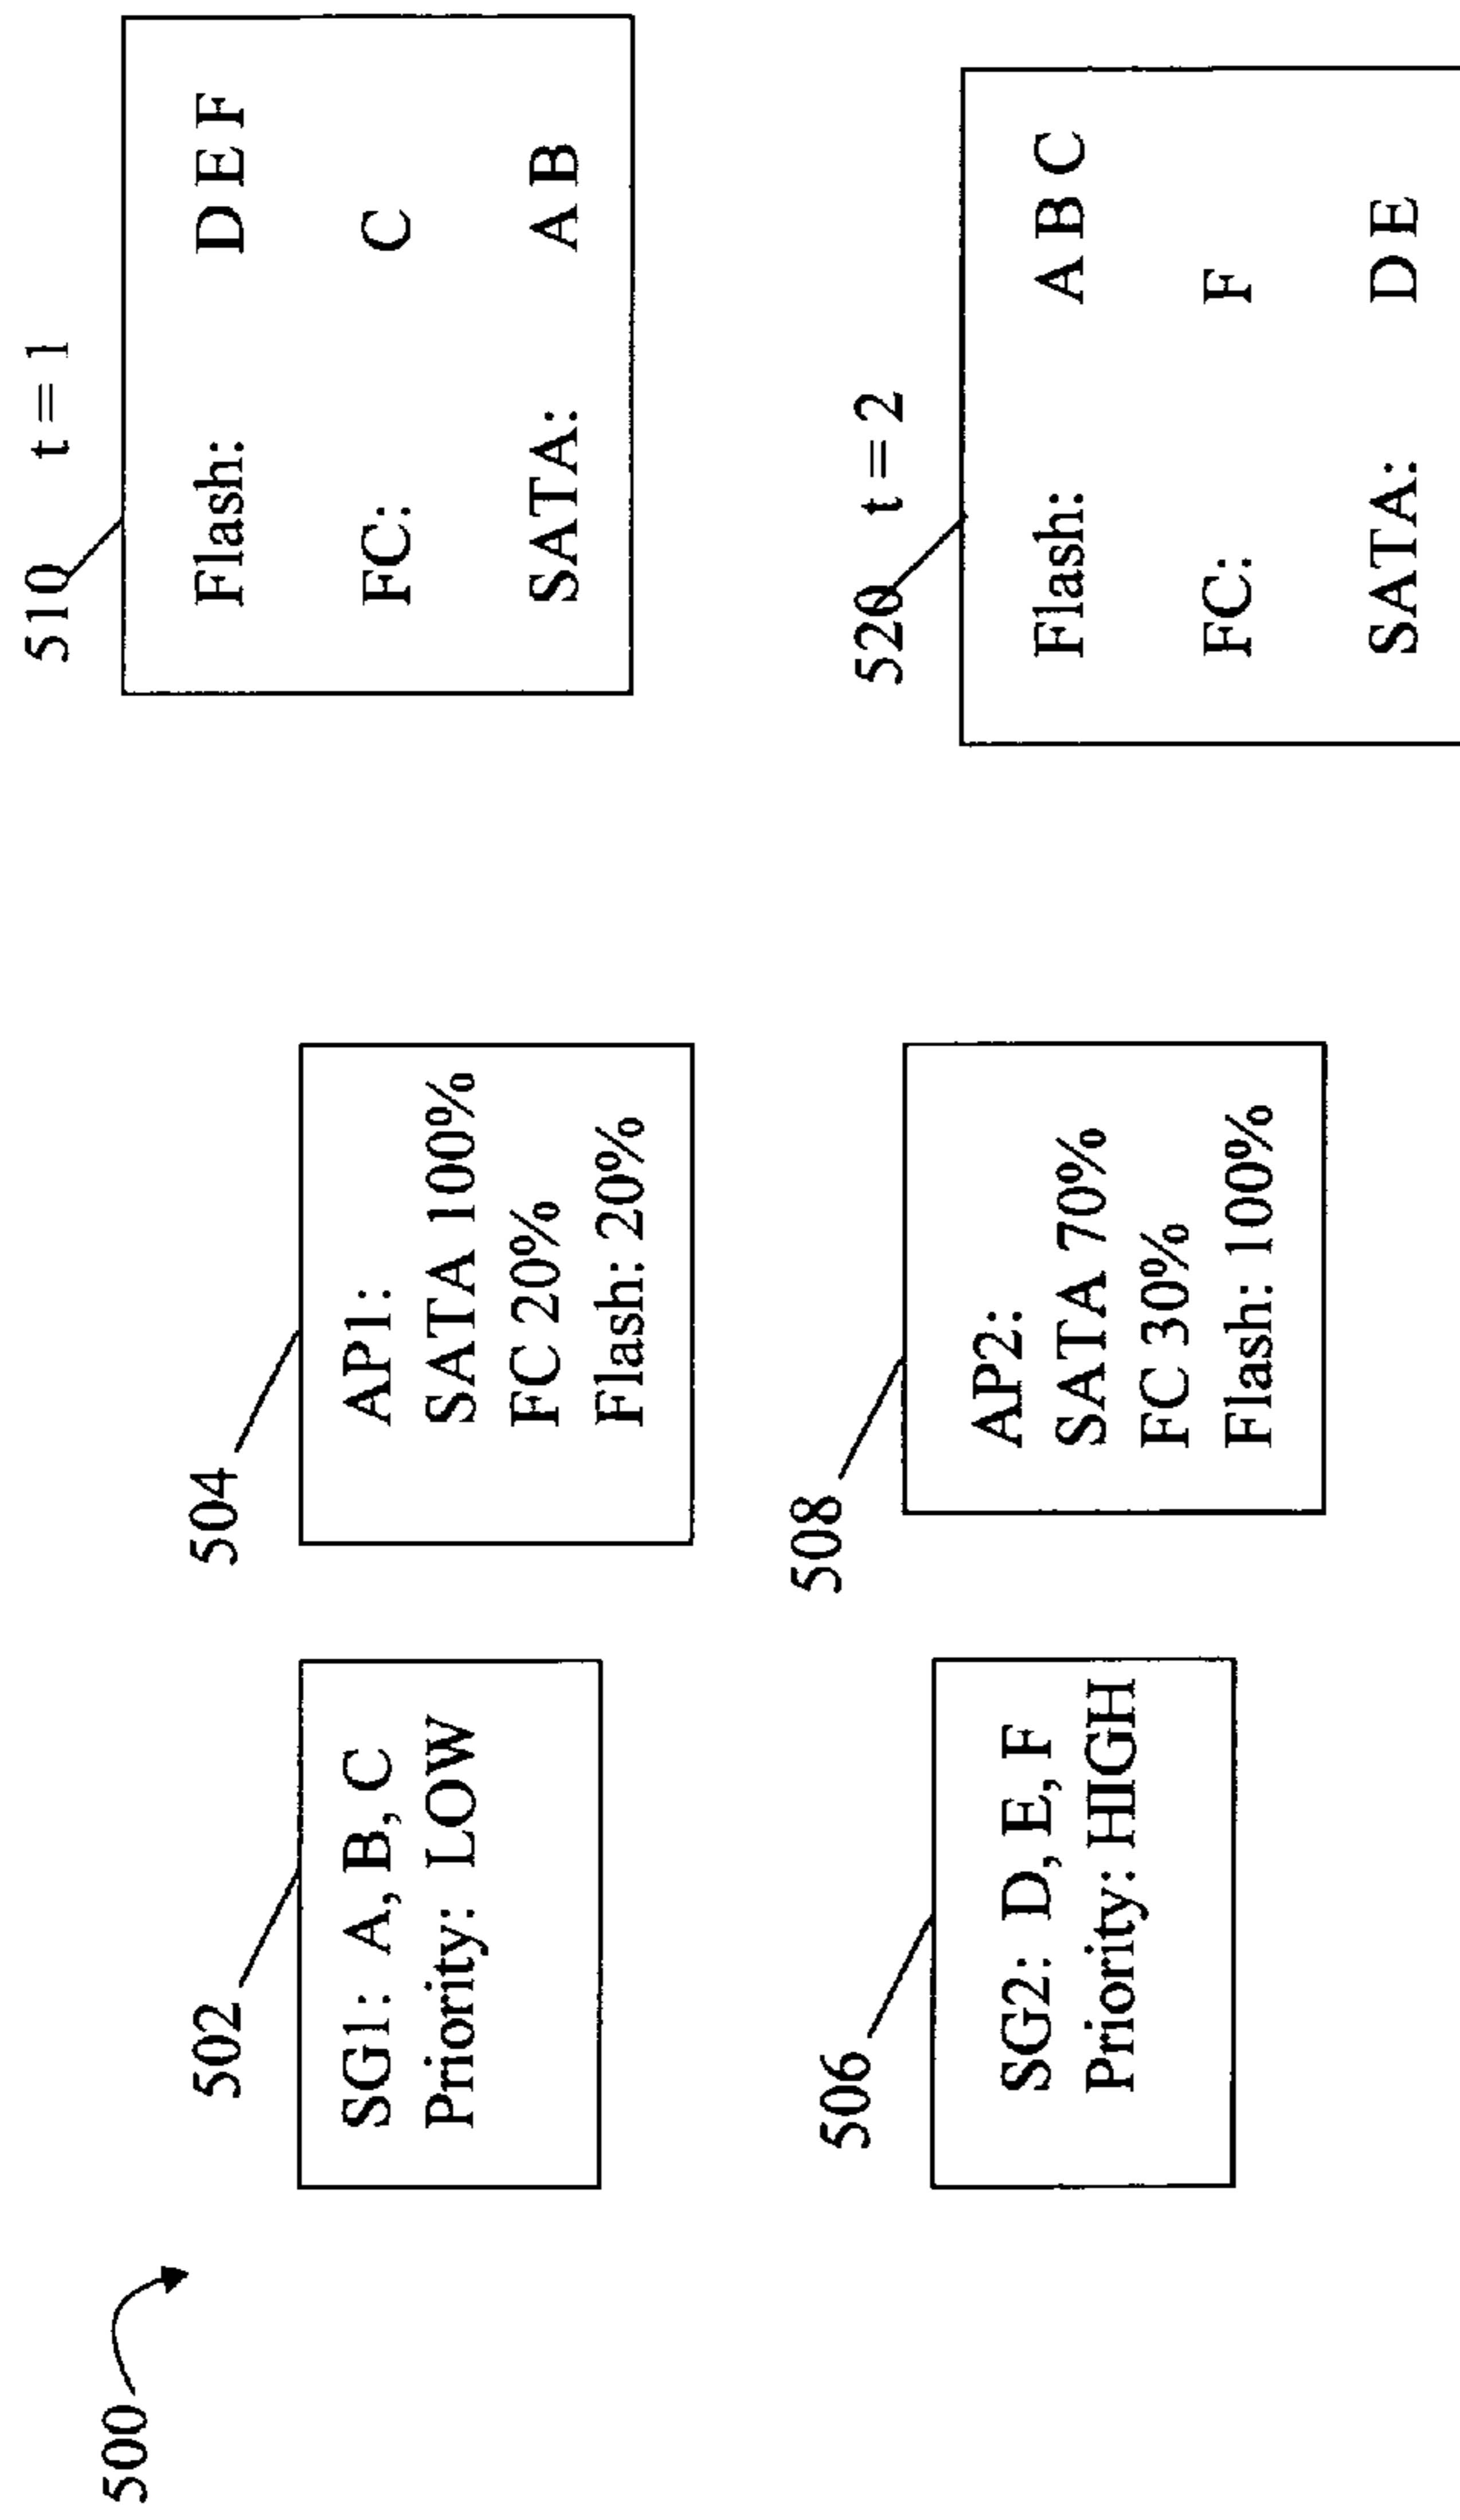 500
502
SG1: A, B, C
Priority: LOW
504
AP1:
SATA 100%
FC 20%
Flash: 20%
510
t = 1
Flash: D E F
FC: C
SATA: A B
506
SG2: D, E, F
Priority: HIGH
508
AP2:
SATA 70%
FC 30%
Flash: 100%
520
t = 2
Flash: A B C
FC: F
SATA: D E